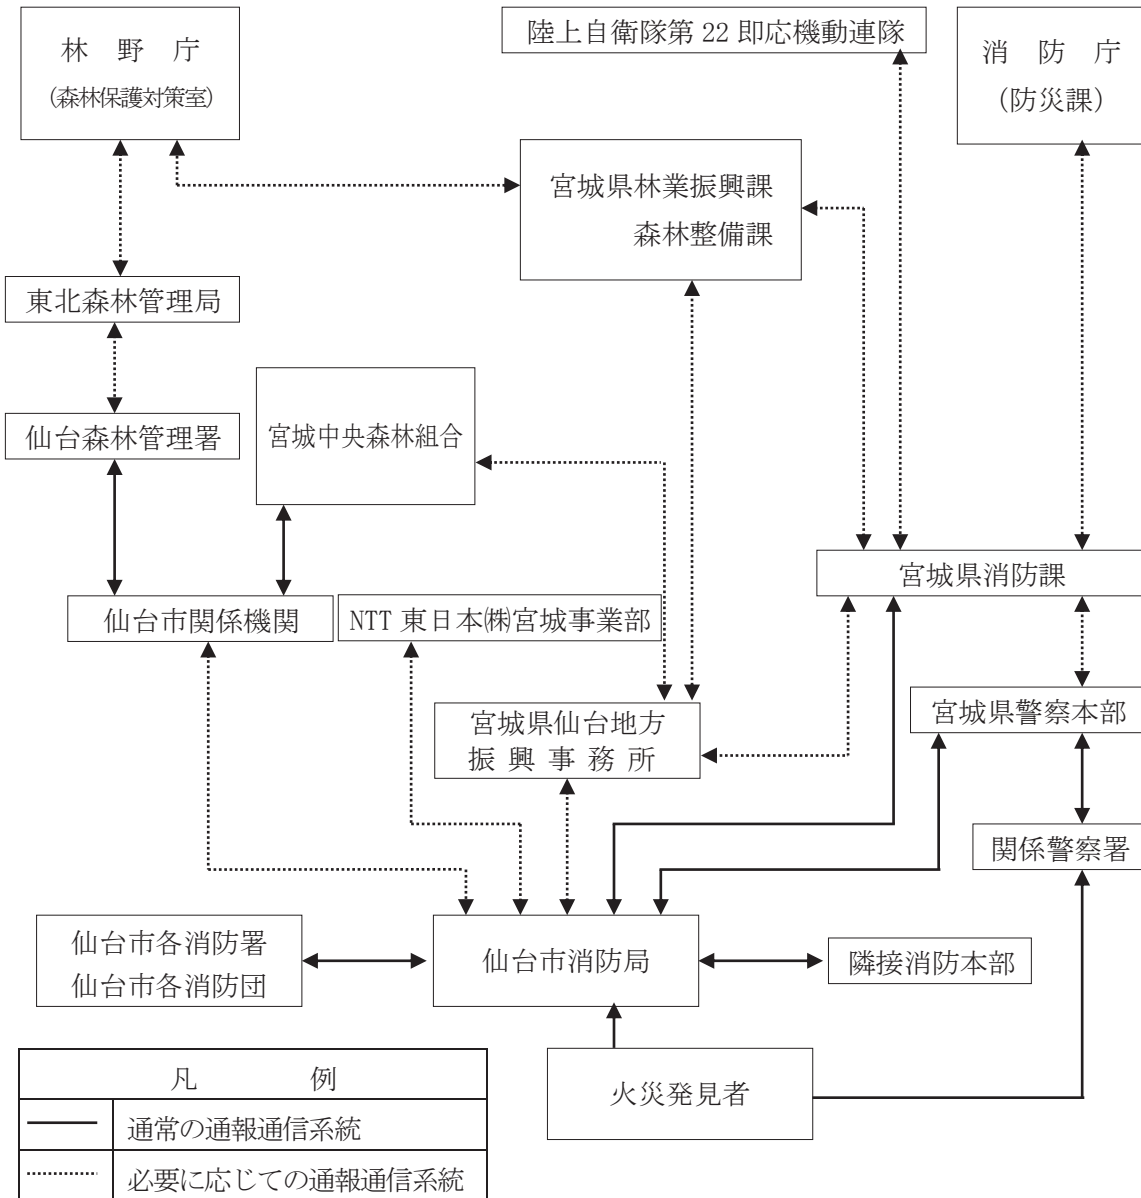 林野庁
(森林保護対策室)
陸上自衛隊第22即応機動連隊
消防庁
(防災課)
宮城県林業振興課
森林整備課
東北森林管理局
仙台森林管理署
宮城中央森林組合
宮城県消防課
仙台市関係機関
NTT東日本㈱宮城事業部
宮城県警察本部
宮城県仙台地方
振興事務所
関係警察署
仙台市各消防署
仙台市各消防団
仙台市消防局
隣接消防本部
火災発見者
凡例
通常の通報通信系統
必要に応じての通報通信系統